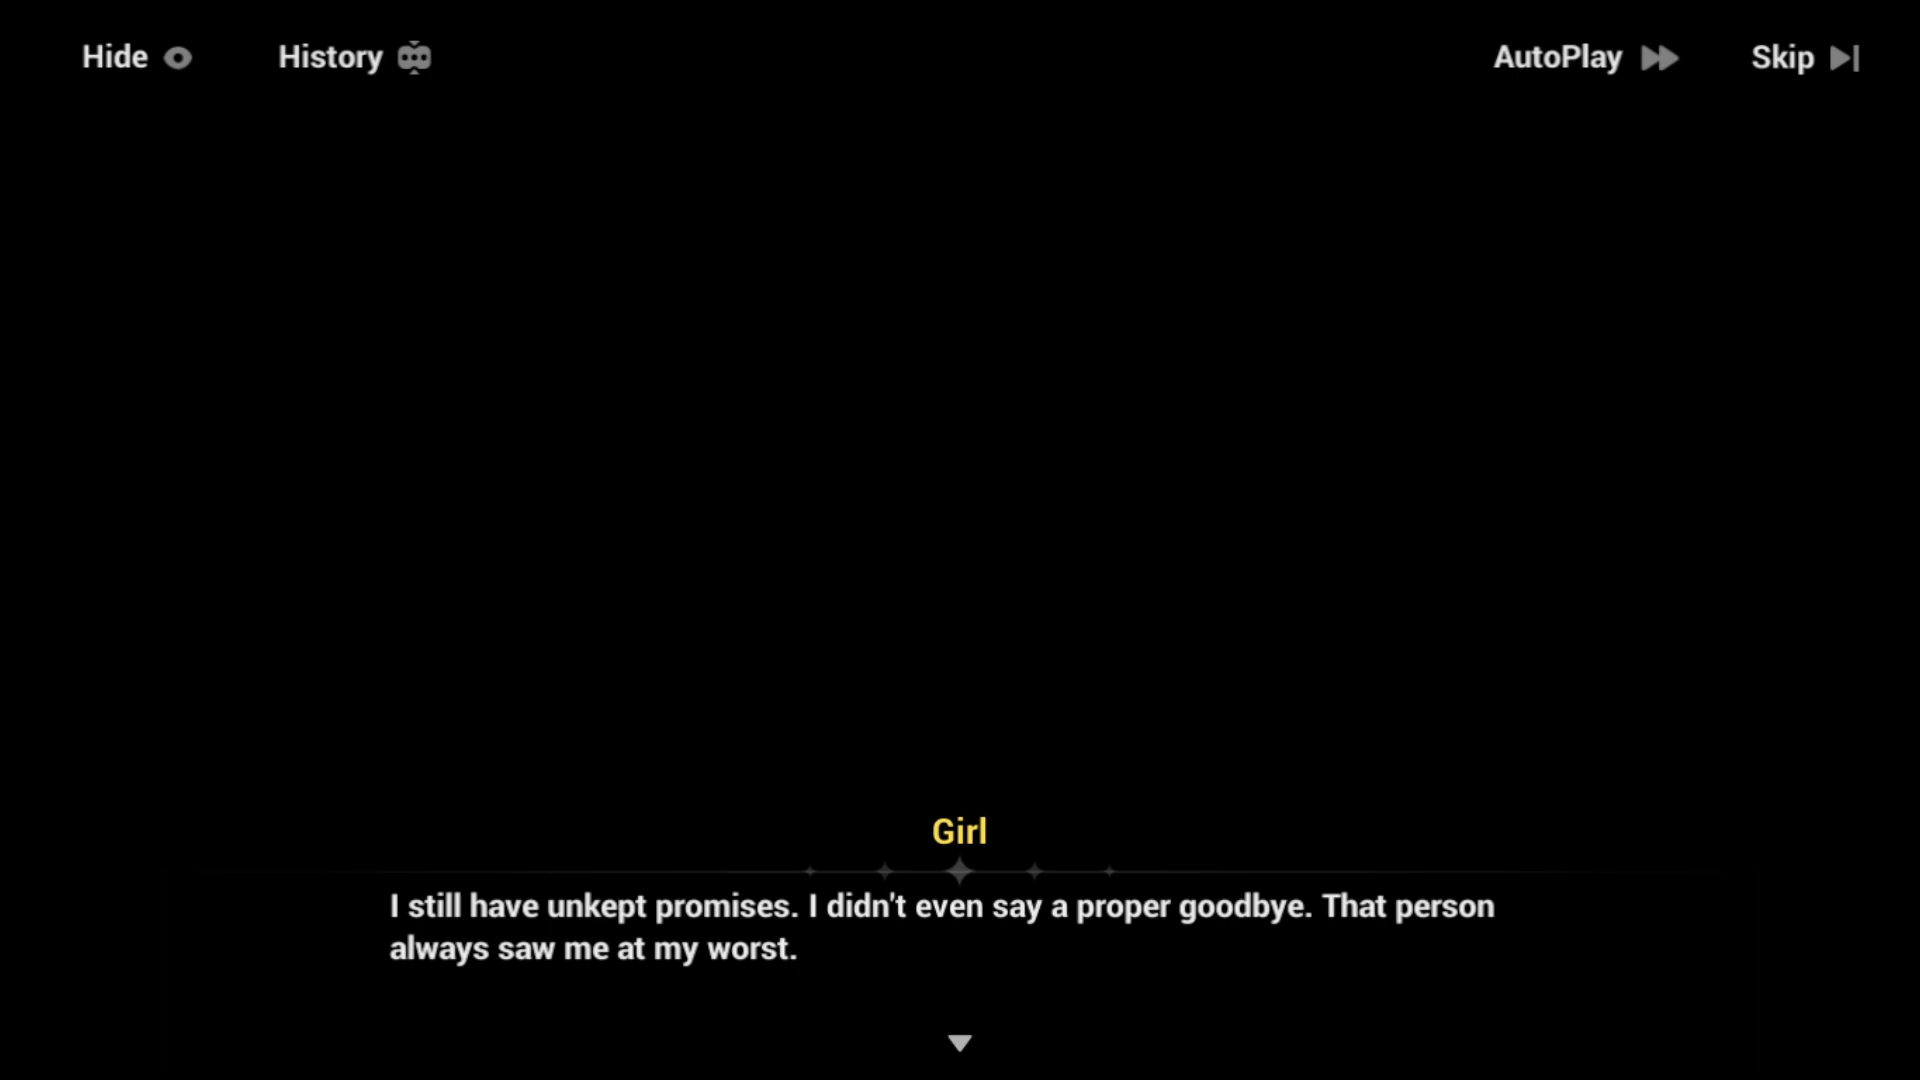 Hide
History
AutoPlay
Skip
Girl
I still have unkept promises. I didn't even say a proper goodbye. That person
always saw me at my worst.